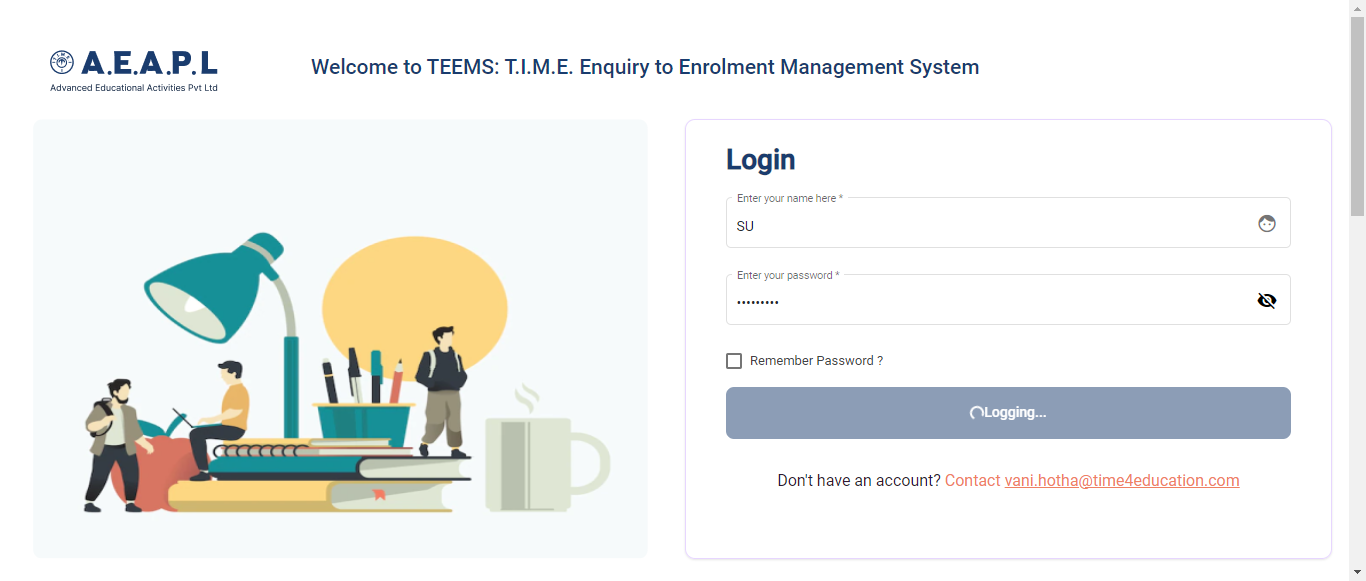 A.E.A.P.L
Advanced Educational Activities Pvt Ltd
Welcome to TEEMS: T.I.M.E. Enquiry to Enrolment Management System
Login
Enter your name here *
SU
Enter your password *
•••••••••
Remember Password ?
Logging...
Don't have an account? Contact vani.hotha@time4education.com